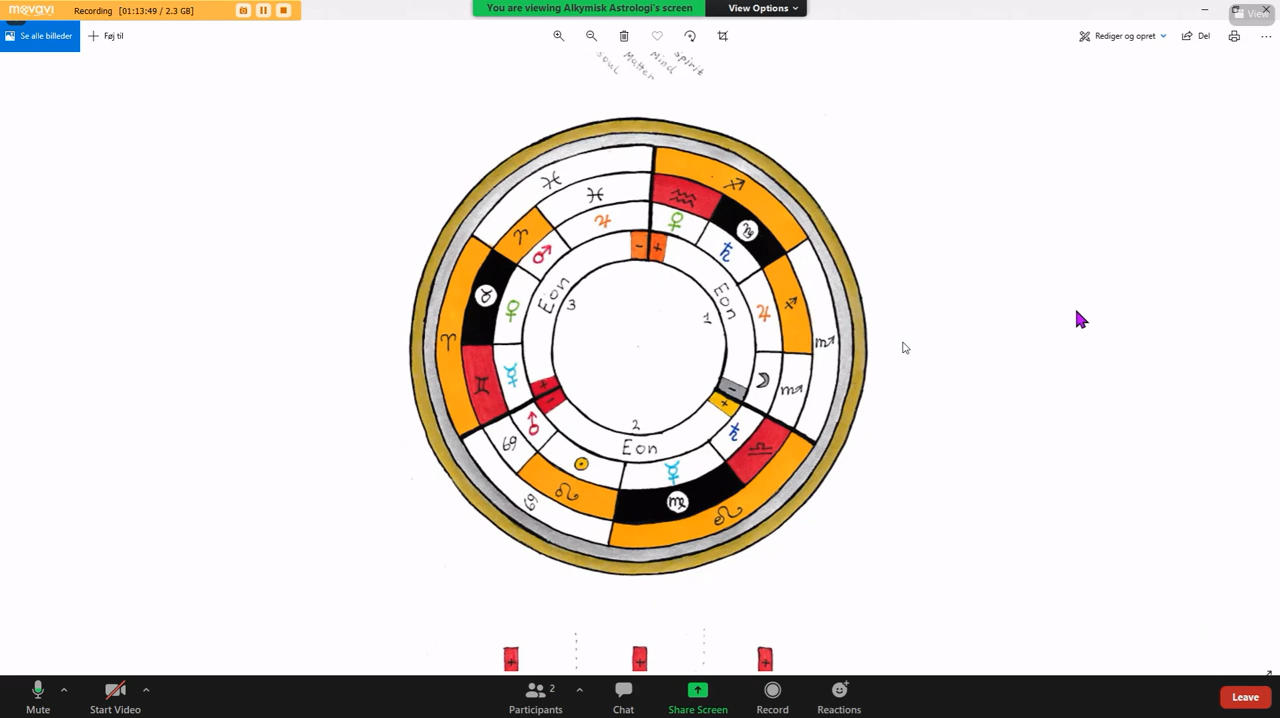 movavi Recording [01:13:49 / 2.3 GB]
You are viewing Alkymisk Astrologi's screen View Options
View
Se alle billeder Føj til Rediger og opret Del
Soul Matter Mind Spirit
♓ ♐
♓ ♒
♈ ♃ ♀ ♑
♂ - + ♄
♉ ♀ Eon 3 Eon 1 ♃ ♐
♈ ♏
♊ ☿ + - ☽ ♏
♋ ♂ - 2 + ♄ ♎
Eon
☉ ☿
♋ ♌ ♍ ♌
+ + +
Mute Start Video Participants 2 Chat Share Screen Record Reactions Leave